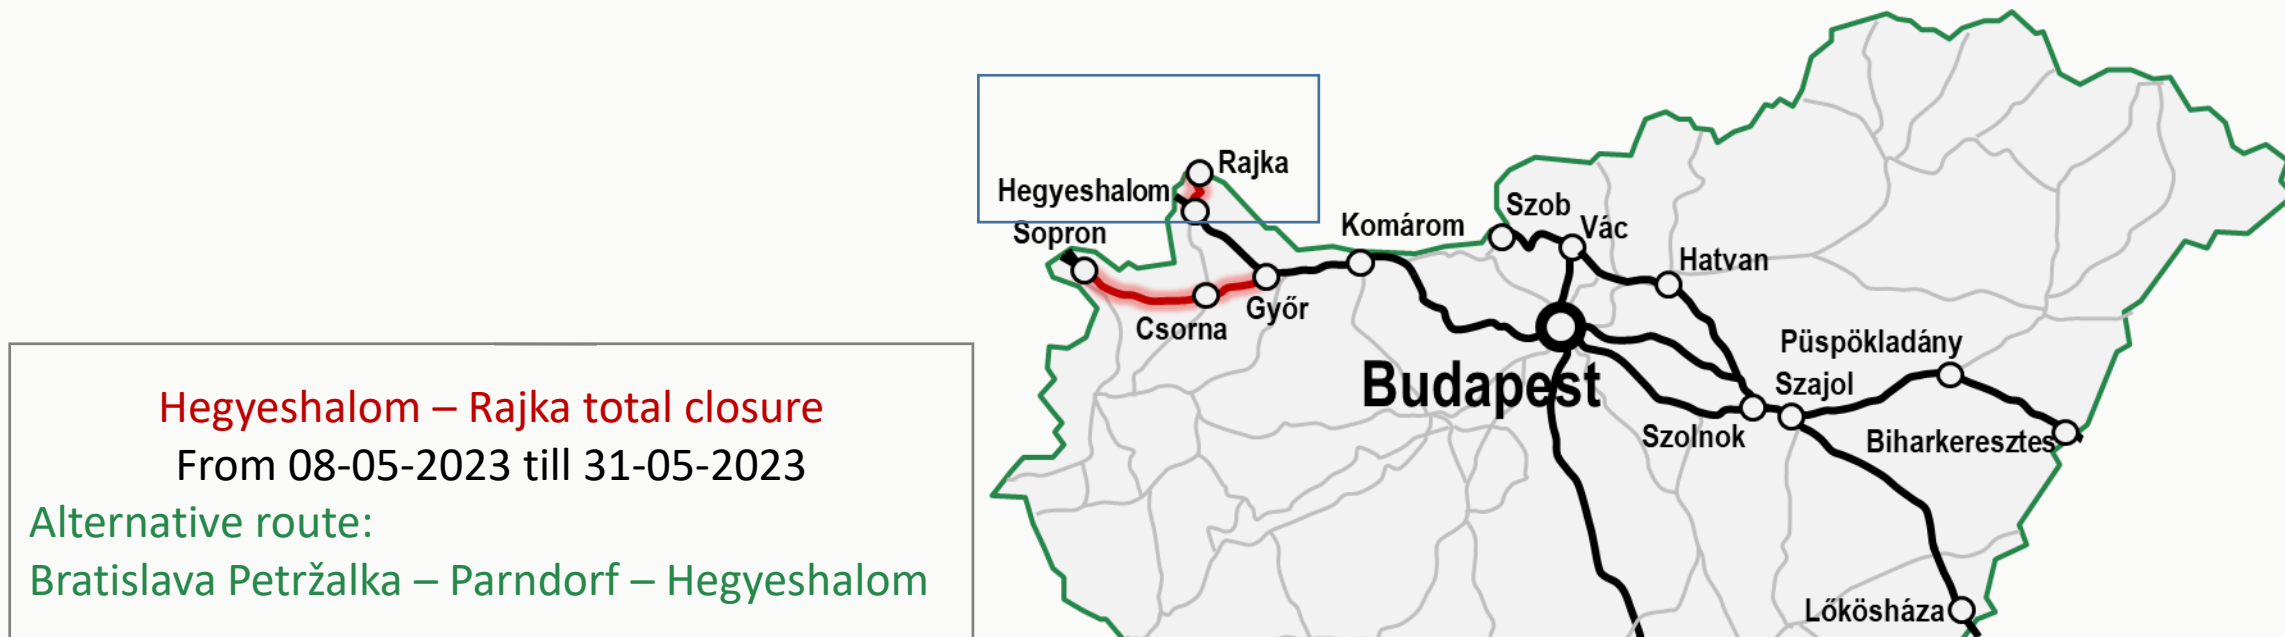 Rajka
Hegyeshalom
Sopron
Komárom
Szob
Vác
Hatvan
Csorna
Győr
Budapest
Püspökladány
Szajol
Szolnok
Biharkeresztes
Lőkösháza
Hegyeshalom – Rajka total closure
From 08-05-2023 till 31-05-2023
Alternative route:
Bratislava Petržalka – Parndorf – Hegyeshalom